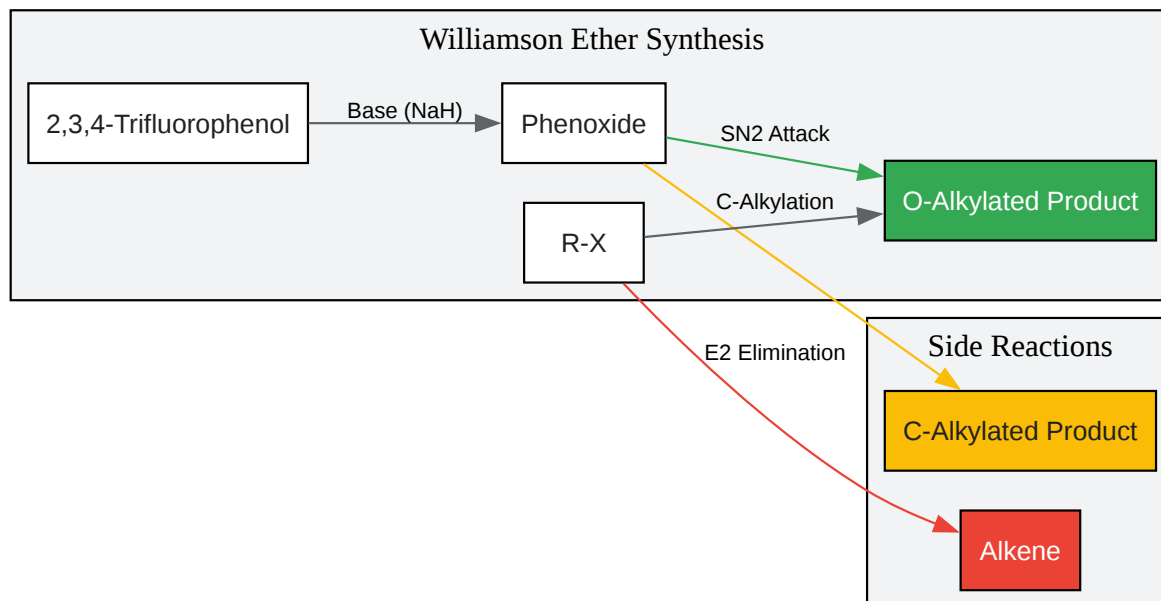 Williamson Ether Synthesis
2,3,4-Trifluorophenol
Base (NaH)
Phenoxide
SN2 Attack
C-Alkylation
O-Alkylated Product
R-X
E2 Elimination
Side Reactions
C-Alkylated Product
Alkene